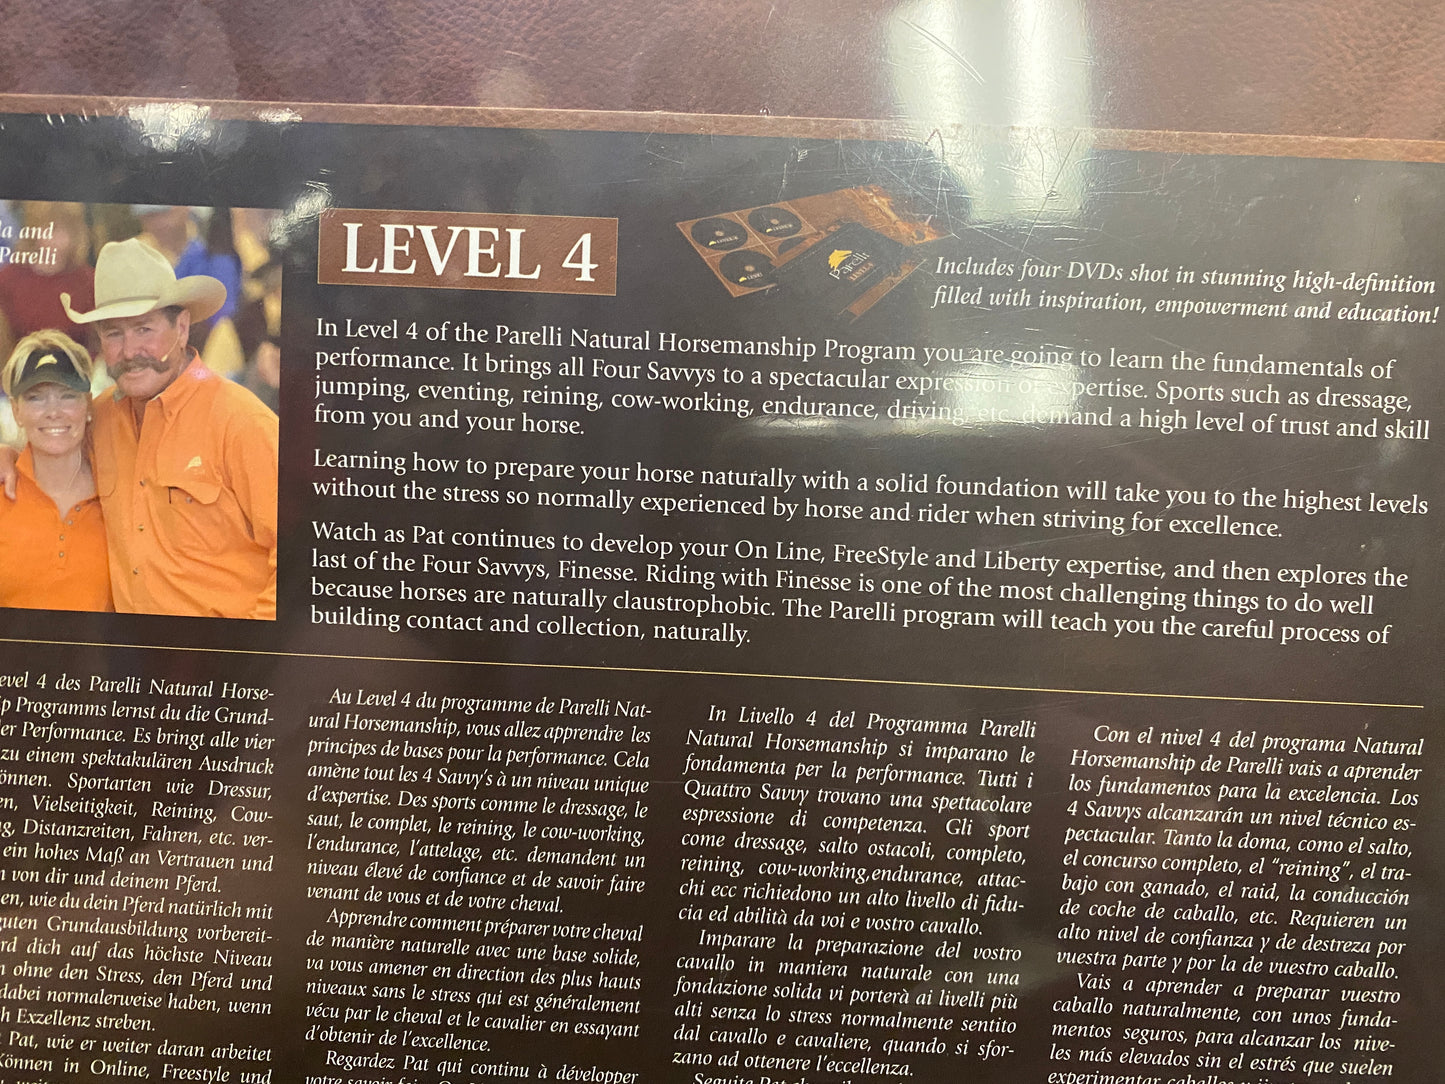 la and
Parelli
LEVEL 4
Parelli
LEVEL 4
Includes four DVDs shot in stunning high-definition
filled with inspiration, empowerment and education!
In Level 4 of the Parelli Natural Horsemanship Program you are going to learn the fundamentals of
performance. It brings all Four Savvys to a spectacular expression of expertise. Sports such as dressage,
jumping, eventing, reining, cow-working, endurance, driving, etc. demand a high level of trust and skill
from you and your horse.
Learning how to prepare your horse naturally with a solid foundation will take you to the highest levels
without the stress so normally experienced by horse and rider when striving for excellence.
Watch as Pat continues to develop your On Line, FreeStyle and Liberty expertise, and then explores the
last of the Four Savvys, Finesse. Riding with Finesse is one of the most challenging things to do well
because horses are naturally claustrophobic. The Parelli program will teach you the careful process of
building contact and collection, naturally.
evel 4 des Parelli Natural Horse-
ip Programms lernst du die Grund-
er Performance. Es bringt alle vier
zu einem spektakulären Ausdruck
önnen. Sportarten wie Dressur,
en, Vielseitigkeit, Reining, Cow-
g, Distanzreiten, Fahren, etc. ver-
ein hohes Maß an Vertrauen und
n von dir und deinem Pferd.
en, wie du dein Pferd natürlich mit
guten Grundausbildung vorbereit-
rd dich auf das höchste Niveau
n ohne den Stress, den Pferd und
dabei normalerweise haben, wenn
h Exzellenz streben.
Pat, wie er weiter daran arbeitet
Können in Online, Freestyle und
Au Level 4 du programme de Parelli Nat-
ural Horsemanship, vous allez apprendre les
principes de bases pour la performance. Cela
amène tout les 4 Savvy's à un niveau unique
d'expertise. Des sports comme le dressage, le
saut, le complet, le reining, le cow-working,
l'endurance, l'attelage, etc. demandent un
niveau élevé de confiance et de savoir faire
venant de vous et de votre cheval.
Apprendre comment préparer votre cheval
de manière naturelle avec une base solide,
va vous amener en direction des plus hauts
niveaux sans le stress qui est généralement
vécu par le cheval et le cavalier en essayant
d'obtenir de l'excellence.
Regardez Pat qui continu à développer
votre savoir faire
In Livello 4 del Programma Parelli
Natural Horsemanship si imparano le
fondamenta per la performance. Tutti i
Quattro Savvy trovano una spettacolare
espressione di competenza. Gli sport
come dressage, salto ostacoli, completo,
reining, cow-working,endurance, attac-
chi ecc richiedono un alto livello di fidu-
cia ed abilità da voi e vostro cavallo.
Imparare la preparazione del vostro
cavallo in maniera naturale con una
fondazione solida vi porterà ai livelli più
alti senza lo stress normalmente sentito
dal cavallo e cavaliere, quando si sfor-
zano ad ottenere l'eccellenza.
Seguite Pat
Con el nivel 4 del programa Natural
Horsemanship de Parelli vais a aprender
los fundamentos para la excelencia. Los
4 Savvys alcanzarán un nivel técnico es-
pectacular. Tanto la doma, como el salto,
el concurso completo, el "reining", el tra-
bajo con ganado, el raid, la conducción
de coche de caballo, etc. Requieren un
alto nivel de confianza y de destreza por
vuestra parte y por la de vuestro caballo.
Vais a aprender a preparar vuestro
caballo naturalmente, con unos funda-
mentos seguros, para alcanzar los nive-
les más elevados sin el estrés que suelen
experimentar caballos